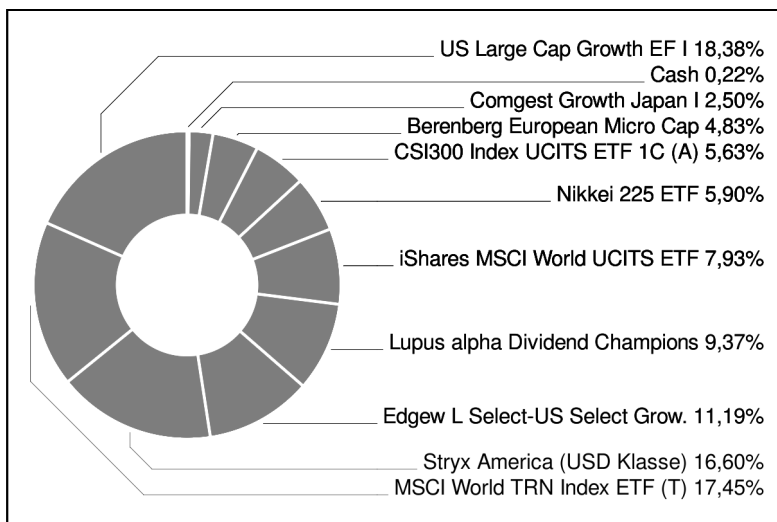 US Large Cap Growth EF I 18,38%
Cash 0,22%
Comgest Growth Japan I 2,50%
Berenberg European Micro Cap 4,83%
CSI300 Index UCITS ETF 1C (A) 5,63%
Nikkei 225 ETF 5,90%
iShares MSCI World UCITS ETF 7,93%
Lupus alpha Dividend Champions 9,37%
Edgew L Select-US Select Grow. 11,19%
Stryx America (USD Klasse) 16,60%
MSCI World TRN Index ETF (T) 17,45%